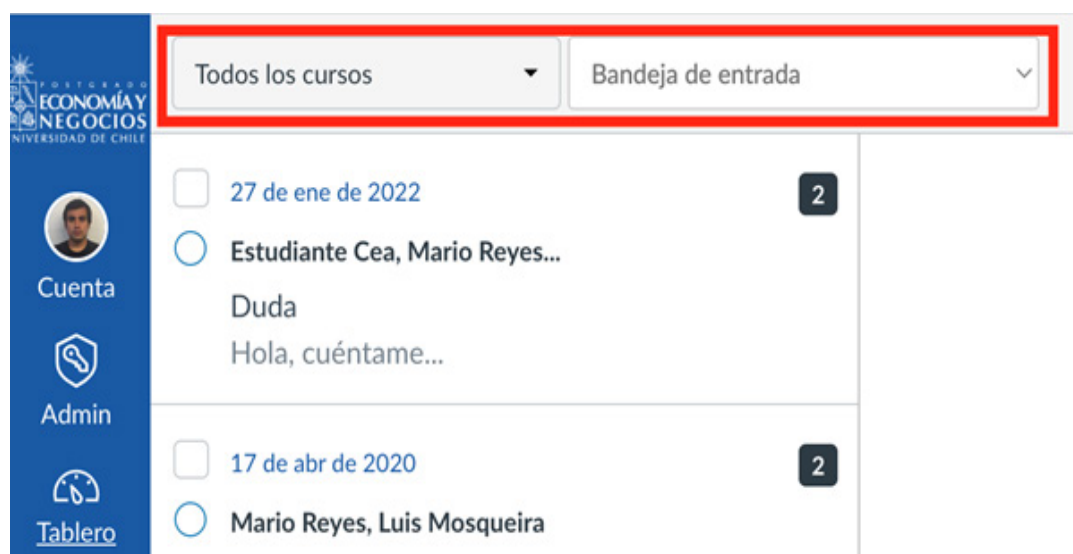 POSTGRADO
ECONOMÍA Y
NEGOCIOS
UNIVERSIDAD DE CHILE
Todos los cursos
Bandeja de entrada
27 de ene de 2022
2
Estudiante Cea, Mario Reyes...
Duda
Hola, cuéntame...
Cuenta
Admin
17 de abr de 2020
2
Mario Reyes, Luis Mosqueira
Tablero